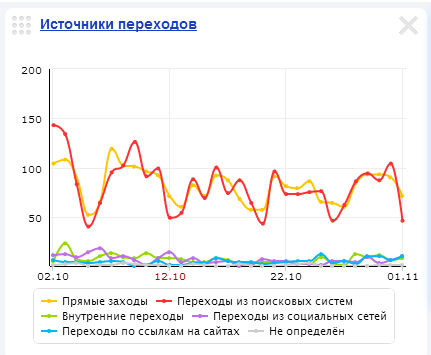 Источники переходов
200
150
100
50
02.10 12.10 22.10 01.11
Прямые заходы Переходы из поисковых систем
Внутренние переходы Переходы из социальных сетей
Переходы по ссылкам на сайтах Не определён